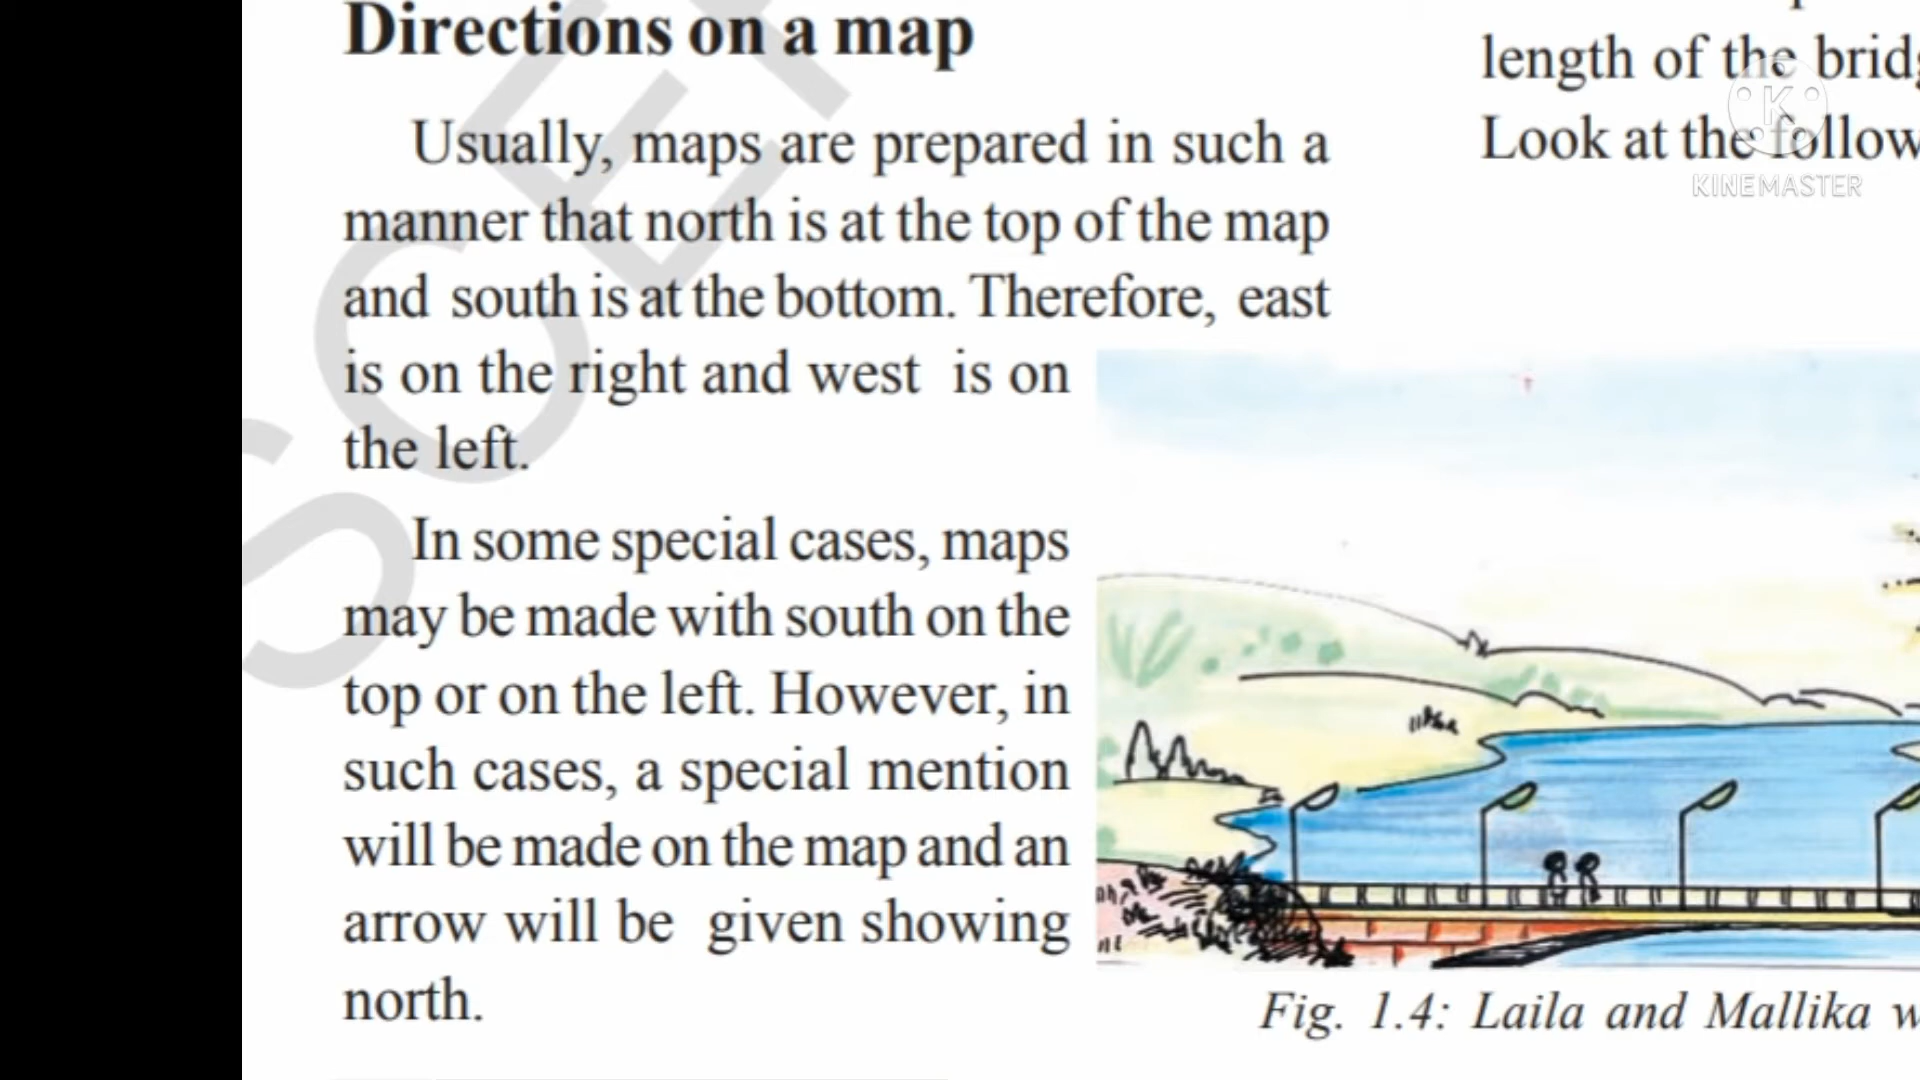 Directions on a map
Usually, maps are prepared in such a
manner that north is at the top of the map
and south is at the bottom. Therefore, east
is on the right and west is on
the left.
In some special cases, maps
may be made with south on the
top or on the left. However, in
such cases, a special mention
will be made on the map and an
arrow will be given showing
north.
length of the
Look at the
KINEMASTER
Fig. 1.4: Laila and Mallika